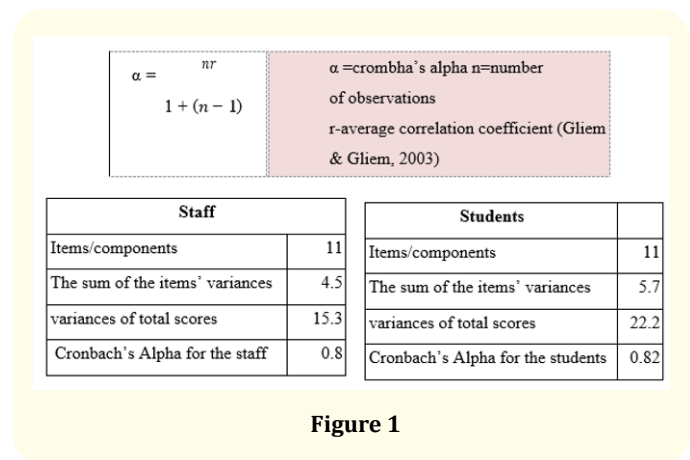 α = nr
1 + (n − 1)
α =crombha's alpha n=number
of observations
r-average correlation coefficient (Gliem
& Gliem, 2003)
Staff
Items/components 11
The sum of the items' variances 4.5
variances of total scores 15.3
Cronbach's Alpha for the staff 0.8
Students
Items/components 11
The sum of the items' variances 5.7
variances of total scores 22.2
Cronbach's Alpha for the students 0.82
Figure 1